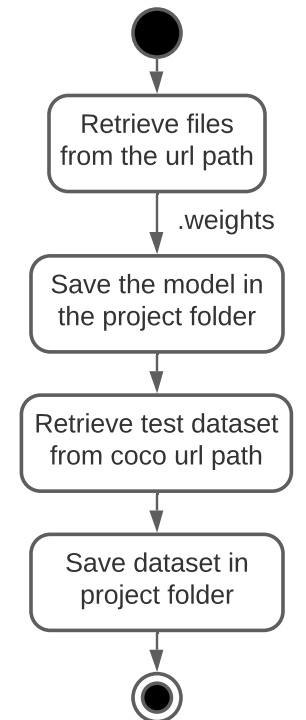 Retrieve files
from the url path
.weights
Save the model in
the project folder
Retrieve test dataset
from coco url path
Save dataset in
project folder